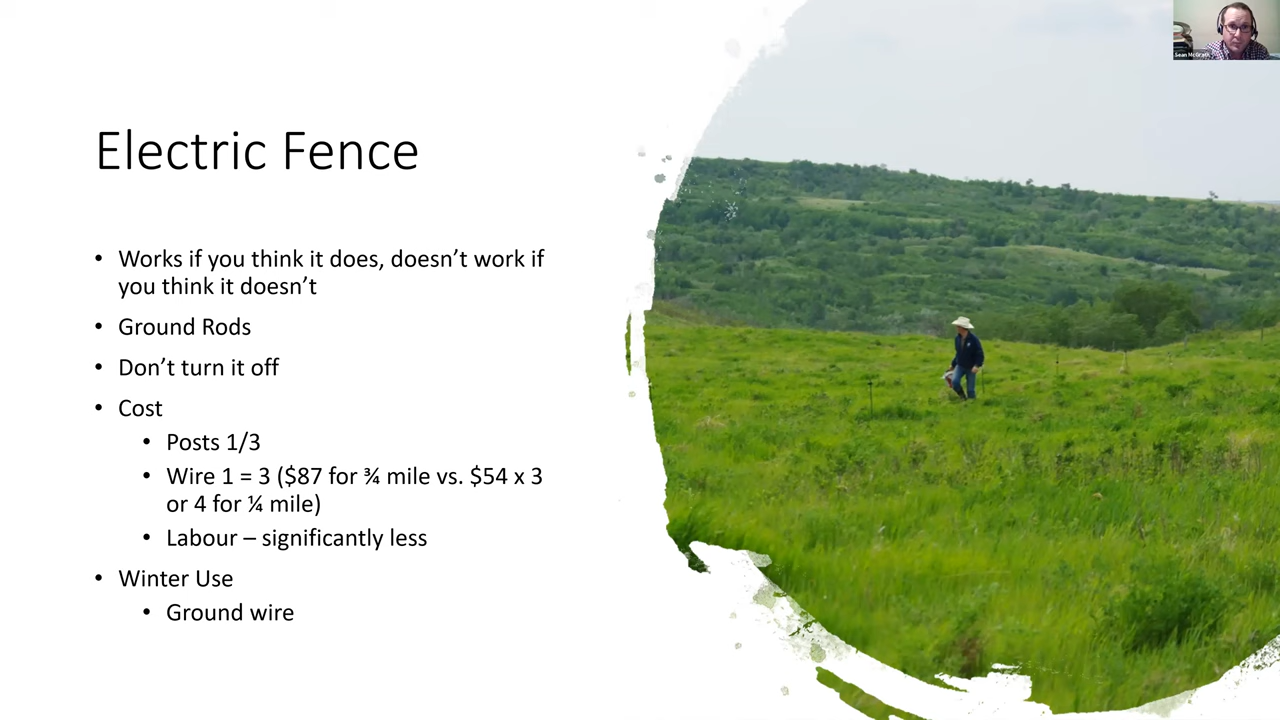 Sean McGrath
Electric Fence
• Works if you think it does, doesn’t work if
you think it doesn’t
• Ground Rods
• Don’t turn it off
• Cost
• Posts 1/3
• Wire 1 = 3 ($87 for ¾ mile vs. $54 x 3
or 4 for ¼ mile)
• Labour – significantly less
• Winter Use
• Ground wire